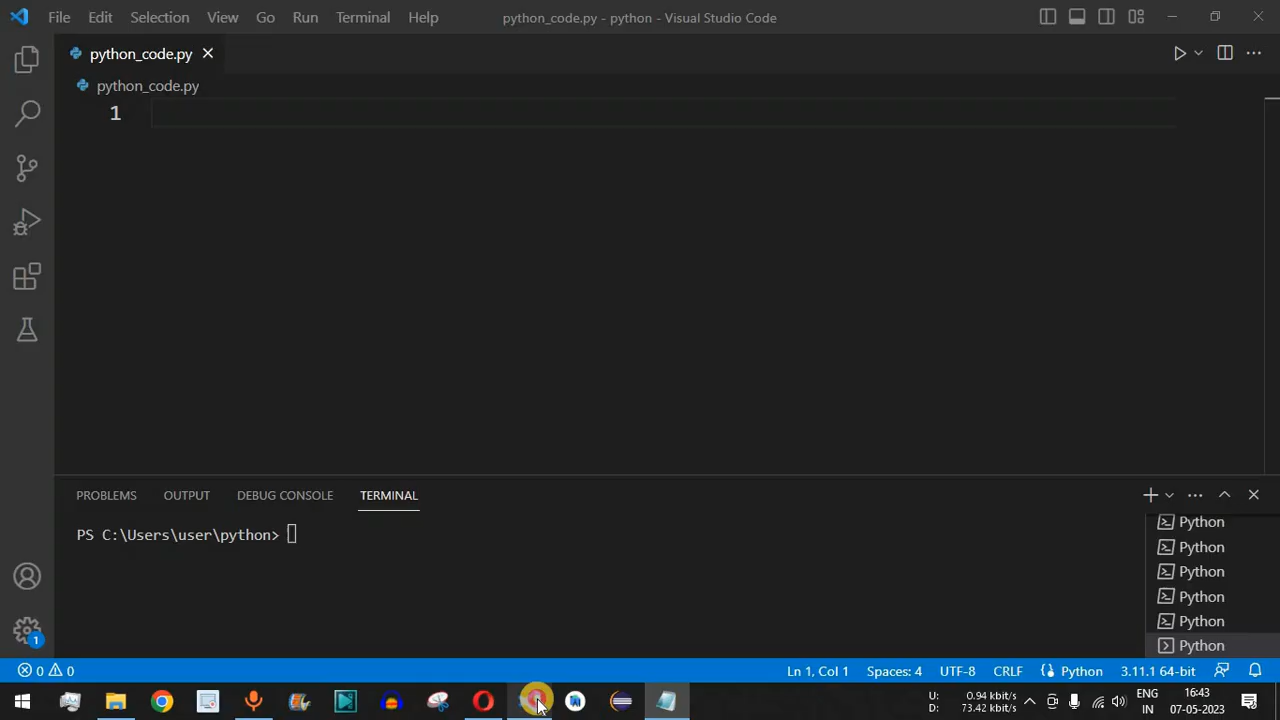 File Edit Selection View Go Run Terminal Help python_code.py - python - Visual Studio Code
python_code.py
python_code.py
1
PROBLEMS OUTPUT DEBUG CONSOLE TERMINAL
PS C:\Users\user\python>
Python
Python
Python
Python
Python
Python
1
0 0 Ln 1, Col 1 Spaces: 4 UTF-8 CRLF Python 3.11.1 64-bit
U: 0.94 kbit/s ENG 16:43
D: 73.42 kbit/s IN 07-05-2023